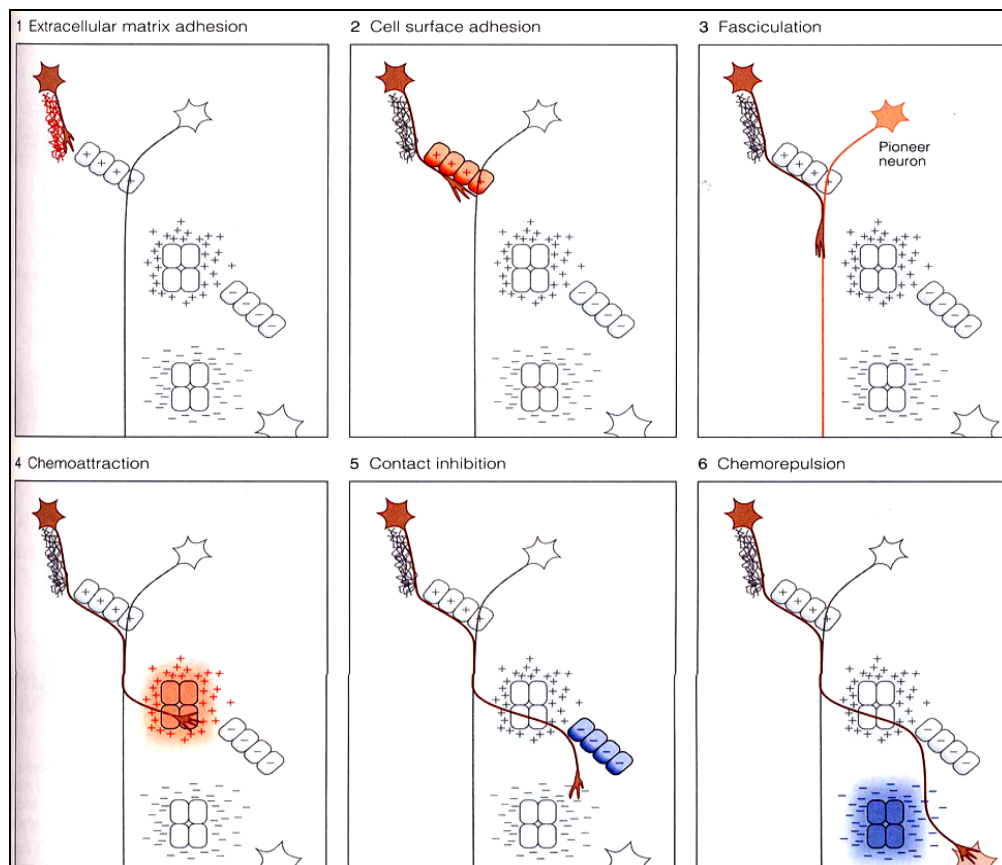 1 Extracellular matrix adhesion
2 Cell surface adhesion
3 Fasciculation
Pioneer
neuron
4 Chemoattraction
5 Contact inhibition
6 Chemorepulsion